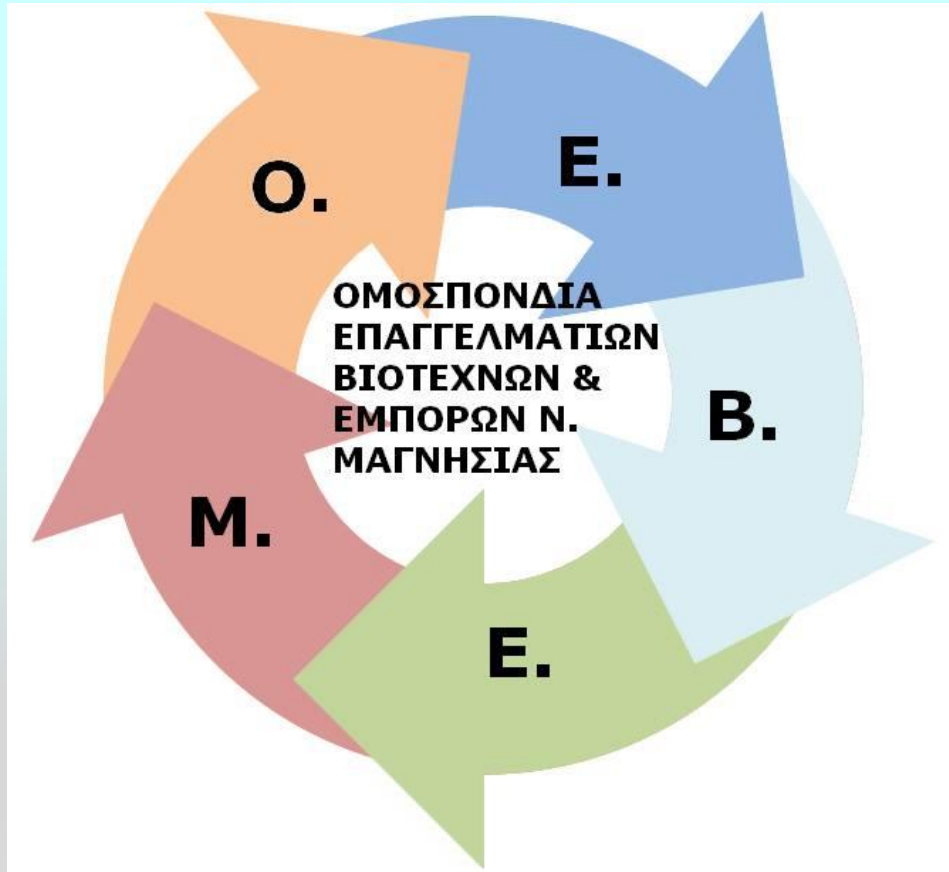 Ο.
Ε.
Β.
Ε.
Μ.
ΟΜΟΣΠΟΝΔΙΑ
ΕΠΑΓΓΕΛΜΑΤΙΩΝ
ΒΙΟΤΕΧΝΩΝ &
ΕΜΠΟΡΩΝ Ν.
ΜΑΓΝΗΣΙΑΣ